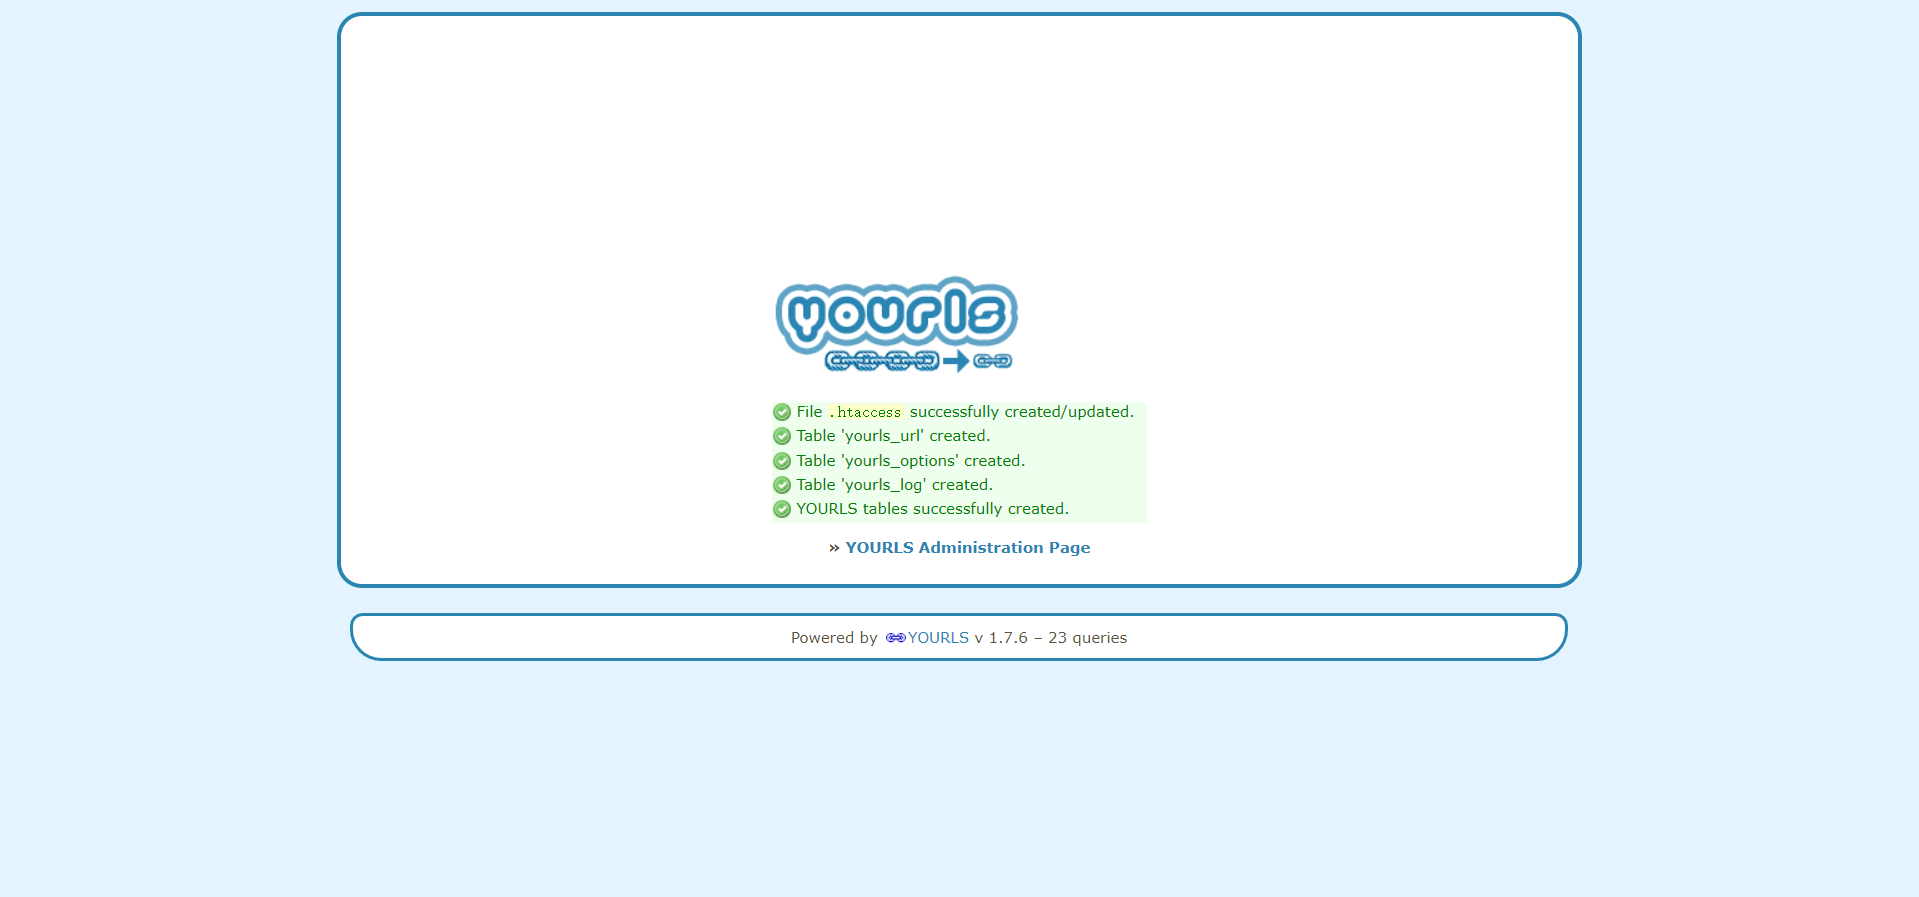 yourls
File .htaccess successfully created/updated.
Table 'yourls_url' created.
Table 'yourls_options' created.
Table 'yourls_log' created.
YOURLS tables successfully created.
» YOURLS Administration Page
Powered by YOURLS v 1.7.6 – 23 queries